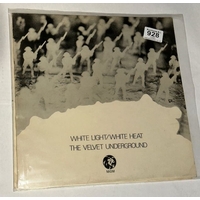 928
WHITE LIGHT/WHITE HEAT
THE VELVET UNDERGROUND